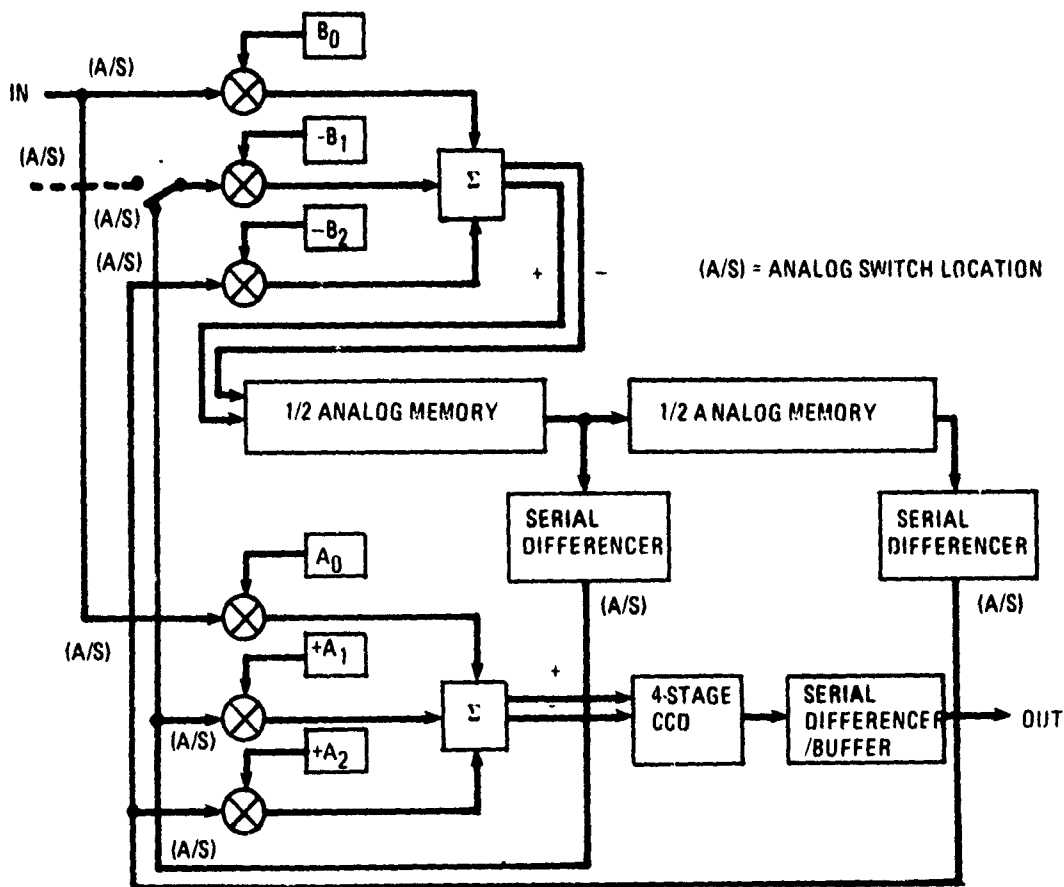 B0
(A/S)
IN
-B1
(A/S)
Σ
(A/S)
-B2
(A/S)
+ -
(A/S) = ANALOG SWITCH LOCATION
1/2 ANALOG MEMORY
1/2 ANALOG MEMORY
SERIAL
DIFFERENCER
SERIAL
DIFFERENCER
A0
(A/S)
(A/S)
(A/S)
+A1
+
-
Σ
4-STAGE
CCD
SERIAL
DIFFERENCER
/BUFFER
OUT
(A/S)
+A2
(A/S)